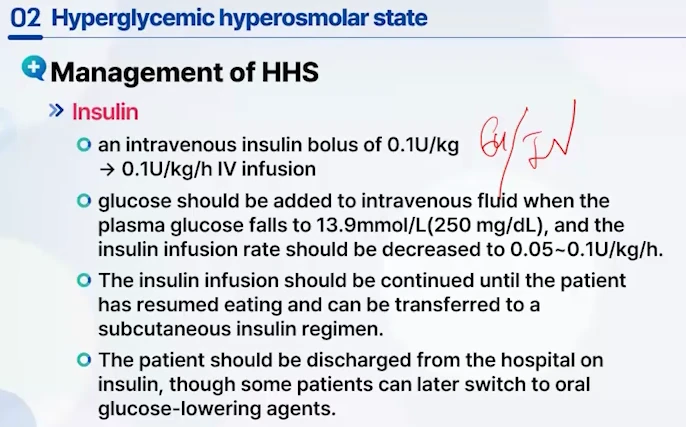 02 Hyperglycemic hyperosmolar state
Management of HHS
Insulin
an intravenous insulin bolus of 0.1U/kg
→ 0.1U/kg/h IV infusion
glucose should be added to intravenous fluid when the
plasma glucose falls to 13.9mmol/L(250 mg/dL), and the
insulin infusion rate should be decreased to 0.05~0.1U/kg/h.
The insulin infusion should be continued until the patient
has resumed eating and can be transferred to a
subcutaneous insulin regimen.
The patient should be discharged from the hospital on
insulin, though some patients can later switch to oral
glucose-lowering agents.